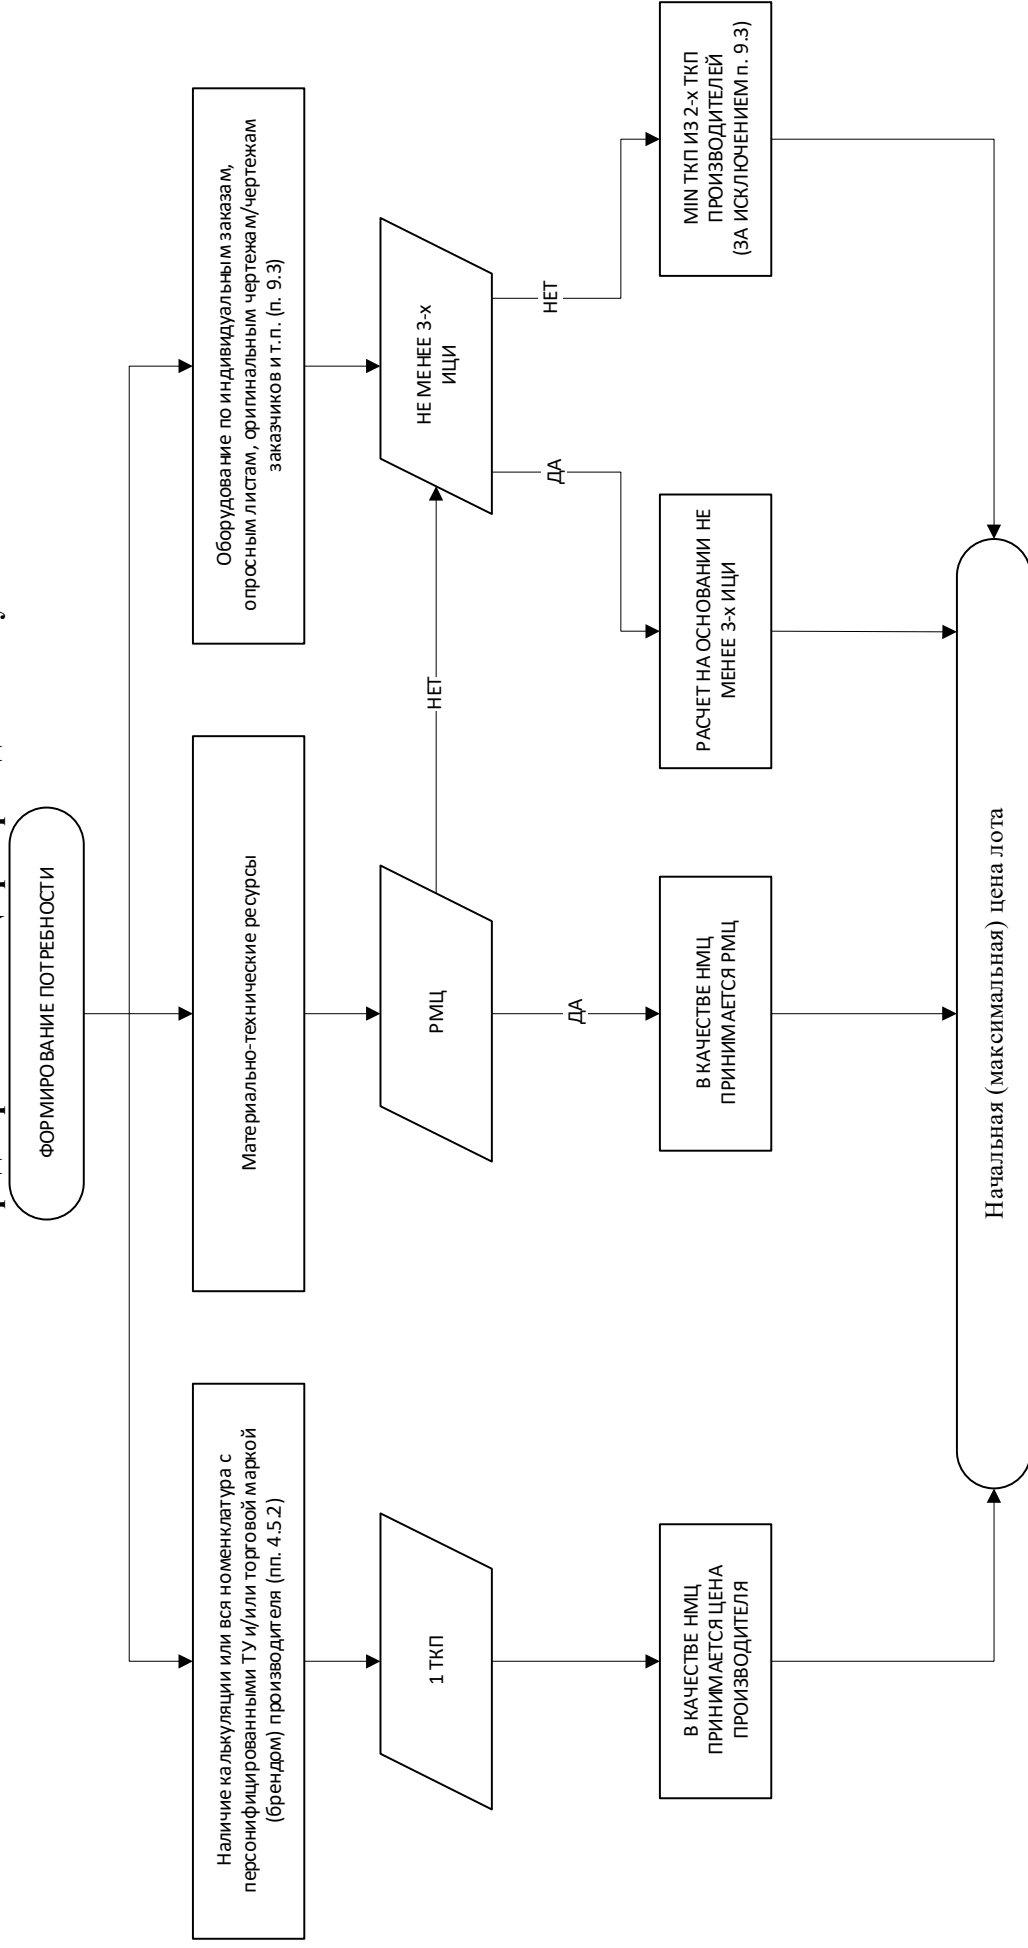 ФОРМИРОВАНИЕ ПОТРЕБНОСТИ
Наличие калькуляции или вся номенклатура с
персонифицированными ТУ и/или торговой маркой
(брендом) производителя (пп. 4.5.2)
Материально-технические ресурсы
Оборудование по индивидуальным заказам,
опросным листам, оригинальным чертежам/чертежам
заказчиков и т.п. (п. 9.3)
1 ТКП
РМЦ
НЕТ
НЕ МЕНЕЕ 3-х
ИЦИ
ДА
ДА
НЕТ
В КАЧЕСТВЕ НМЦ
ПРИНИМАЕТСЯ ЦЕНА
ПРОИЗВОДИТЕЛЯ
В КАЧЕСТВЕ НМЦ
ПРИНИМАЕТСЯ РМЦ
РАСЧЕТ НА ОСНОВАНИИ НЕ
МЕНЕЕ 3-х ИЦИ
MIN ТКП ИЗ 2-х ТКП
ПРОИЗВОДИТЕЛЕЙ
(ЗА ИСКЛЮЧЕНИЕМ п. 9.3)
Начальная (максимальная) цена лота